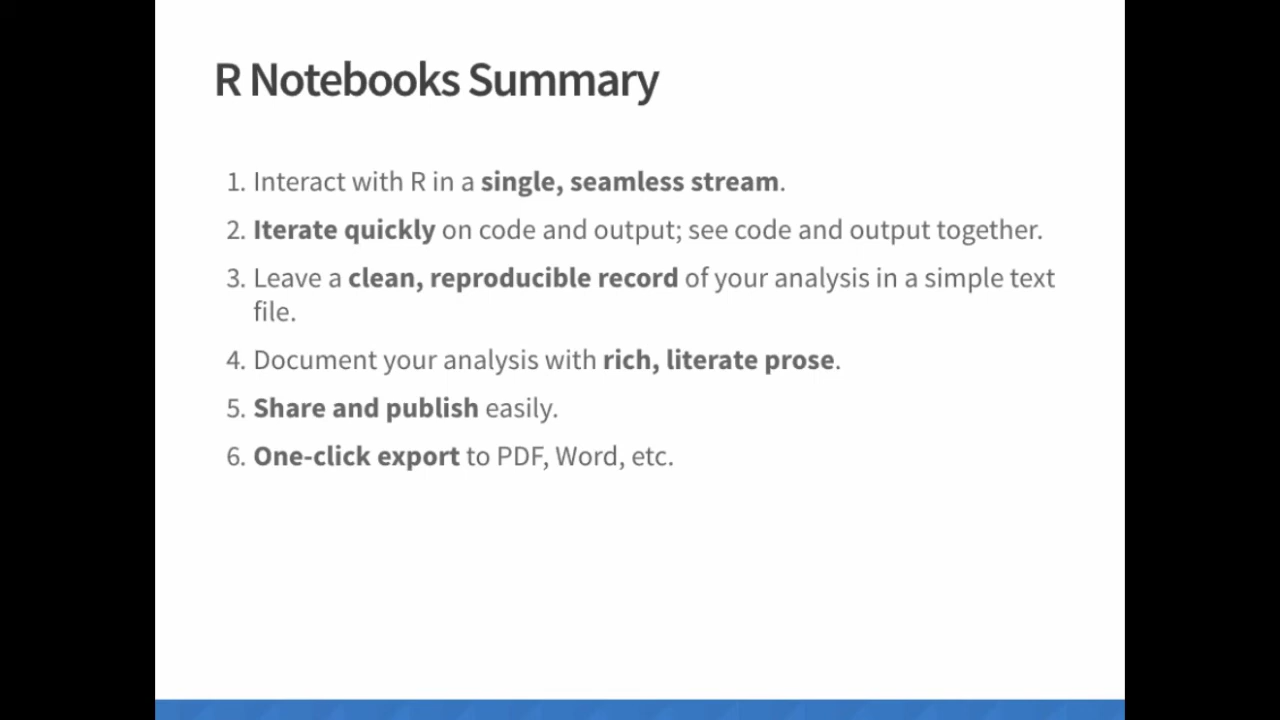 R Notebooks Summary
1. Interact with R in a single, seamless stream.
2. Iterate quickly on code and output; see code and output together.
3. Leave a clean, reproducible record of your analysis in a simple text
file.
4. Document your analysis with rich, literate prose.
5. Share and publish easily.
6. One-click export to PDF, Word, etc.